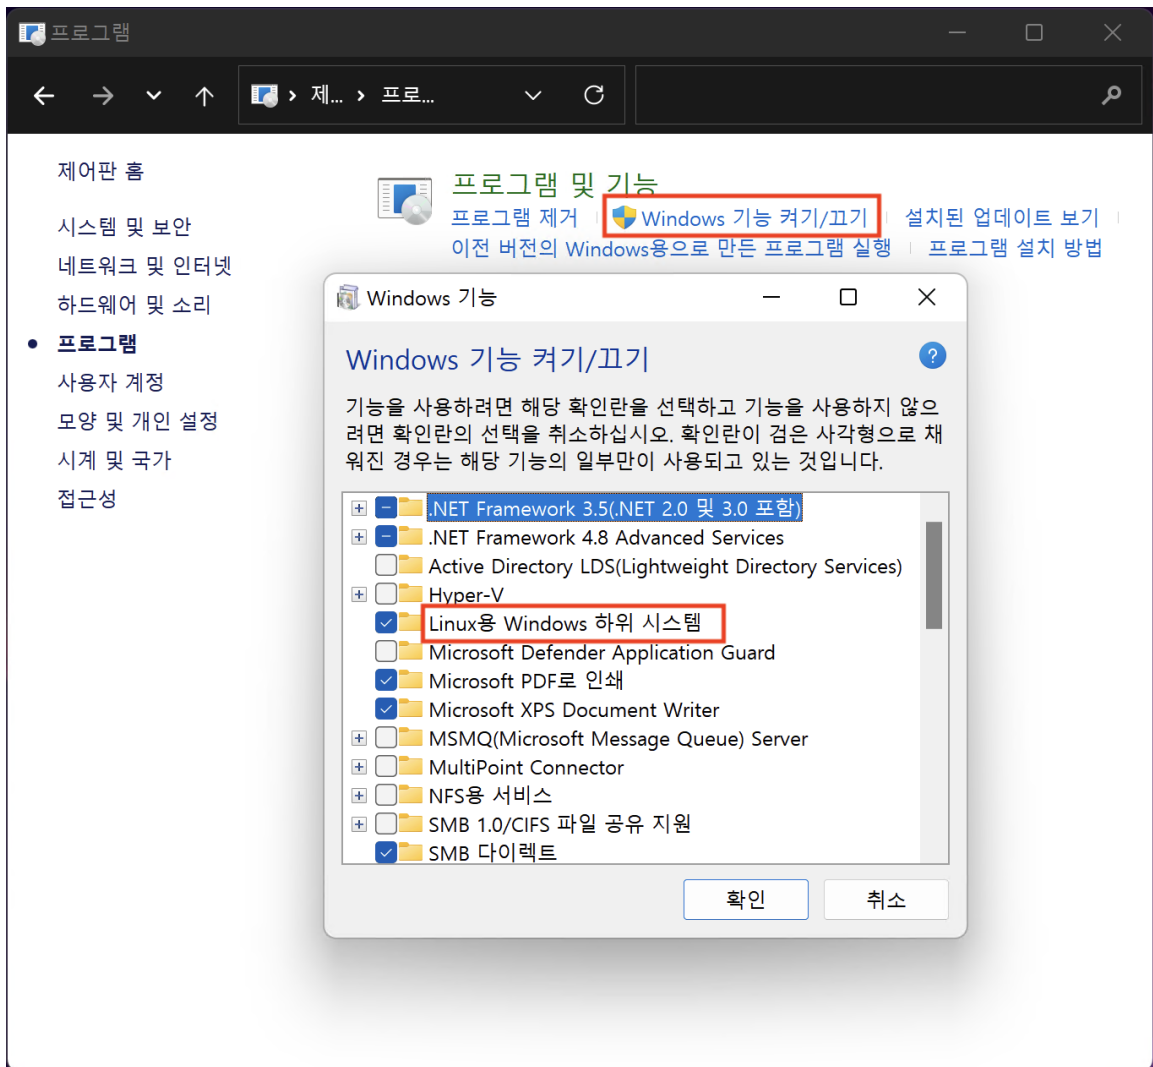 프로그램
제... 프로...
제어판 홈
시스템 및 보안
네트워크 및 인터넷
하드웨어 및 소리
프로그램
사용자 계정
모양 및 개인 설정
시계 및 국가
접근성
프로그램 및 기능
프로그램 제거 Windows 기능 켜기/끄기 설치된 업데이트 보기
이전 버전의 Windows용으로 만든 프로그램 실행 프로그램 설치 방법
Windows 기능
Windows 기능 켜기/끄기
기능을 사용하려면 해당 확인란을 선택하고 기능을 사용하지 않으
려면 확인란의 선택을 취소하십시오. 확인란이 검은 사각형으로 채
워진 경우는 해당 기능의 일부만이 사용되고 있는 것입니다.
.NET Framework 3.5(.NET 2.0 및 3.0 포함)
.NET Framework 4.8 Advanced Services
Active Directory LDS(Lightweight Directory Services)
Hyper-V
Linux용 Windows 하위 시스템
Microsoft Defender Application Guard
Microsoft PDF로 인쇄
Microsoft XPS Document Writer
MSMQ(Microsoft Message Queue) Server
MultiPoint Connector
NFS용 서비스
SMB 1.0/CIFS 파일 공유 지원
SMB 다이렉트
확인 취소